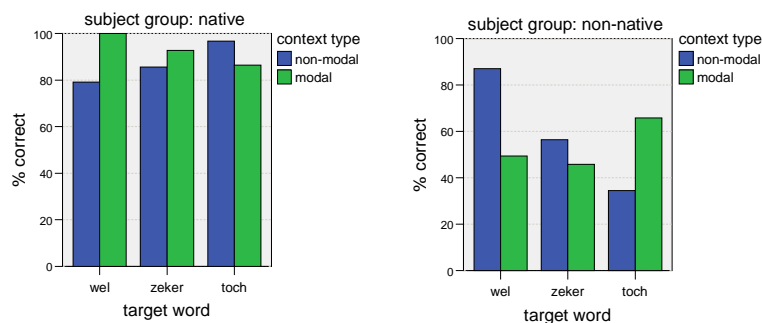 subject group: native
context type
non-modal
modal
% correct
100
80
60
40
20
0
wel zeker toch
target word
subject group: non-native
context type
non-modal
modal
% correct
100
80
60
40
20
0
wel zeker toch
target word